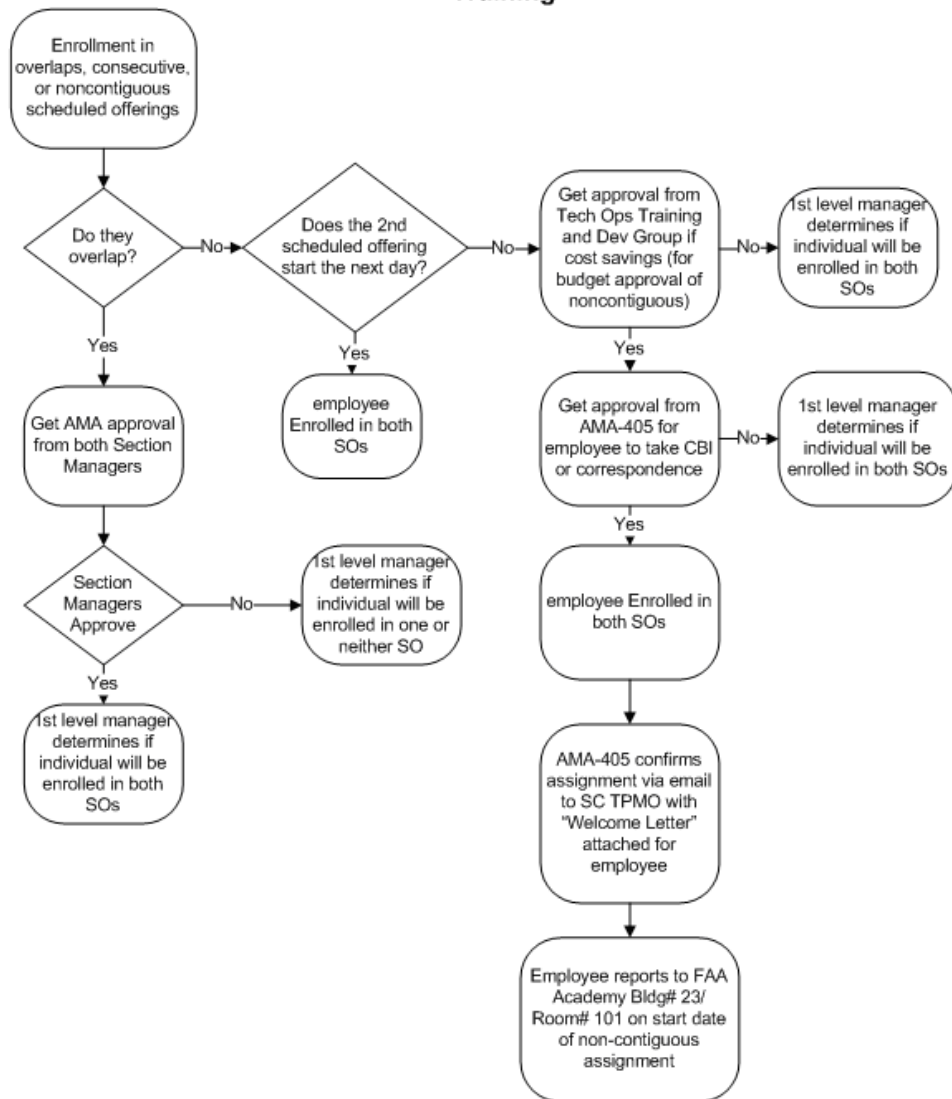 Training
Enrollment in
overlaps, consecutive,
or noncontiguous
scheduled offerings
Do they
overlap?
No
Does the 2nd
scheduled offering
start the next day?
No
Get approval from
Tech Ops Training
and Dev Group if
cost savings (for
budget approval of
noncontiguous)
No
1st level manager
determines if
individual will be
enrolled in both
SOs
Yes
Yes
Yes
Get AMA approval
from both Section
Managers
employee
Enrolled in both
SOs
Get approval from
AMA-405 for
employee to take CBI
or correspondence
No
1st level manager
determines if
individual will be
enrolled in both SOs
Yes
Section
Managers
Approve
No
1st level manager
determines if
individual will be
enrolled in one or
neither SO
employee Enrolled in
both SOs
Yes
1st level manager
determines if
individual will be
enrolled in both
SOs
AMA-405 confirms
assignment via email
to SC TPMO with
“Welcome Letter”
attached for
employee
Employee reports to FAA
Academy Bldg# 23/
Room# 101 on start date
of non-contiguous
assignment